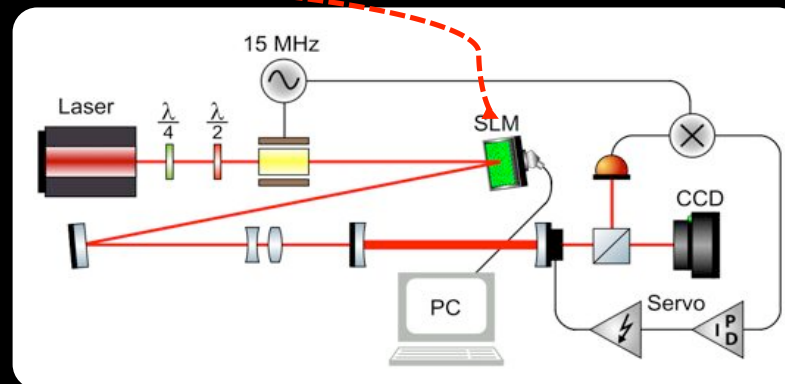 15 MHz
Laser
λ/4
λ/2
SLM
CCD
PC
Servo
I P D